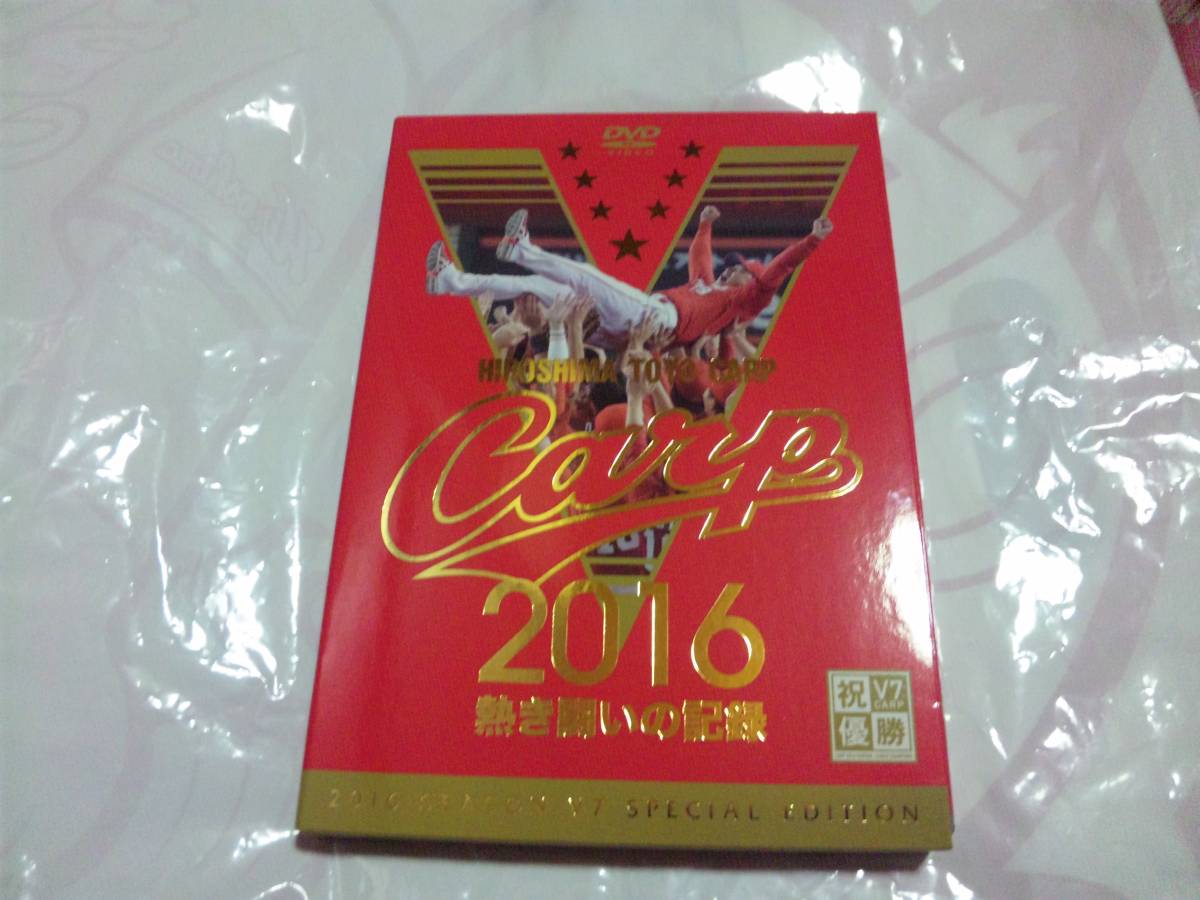 DVD
VIDEO
HIROSHIMA TOYO CARP
Carp
2016
熱き闘いの記録
祝 V7
CARP
優勝
2016 SEASON V7 SPECIAL EDITION